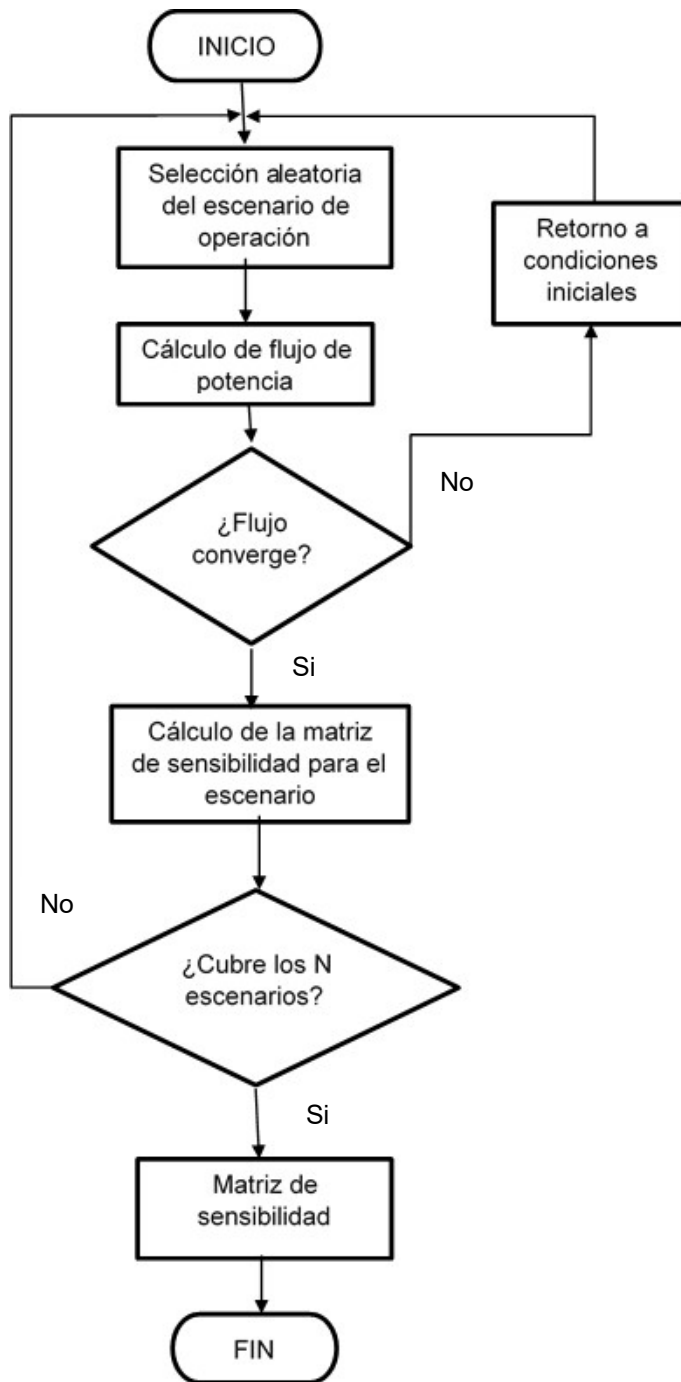 INICIO
Selección aleatoria
del escenario de
operación
Retorno a
condiciones
iniciales
Cálculo de flujo de
potencia
¿Flujo
converge?
No
Si
Cálculo de la matriz
de sensibilidad para el
escenario
No
¿Cubre los N
escenarios?
Si
Matriz de
sensibilidad
FIN